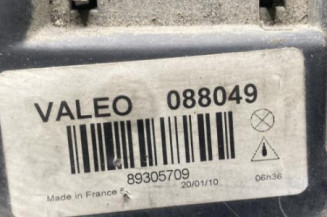 VALEO 088049
89305709
Made in France
20/01/10
06h36